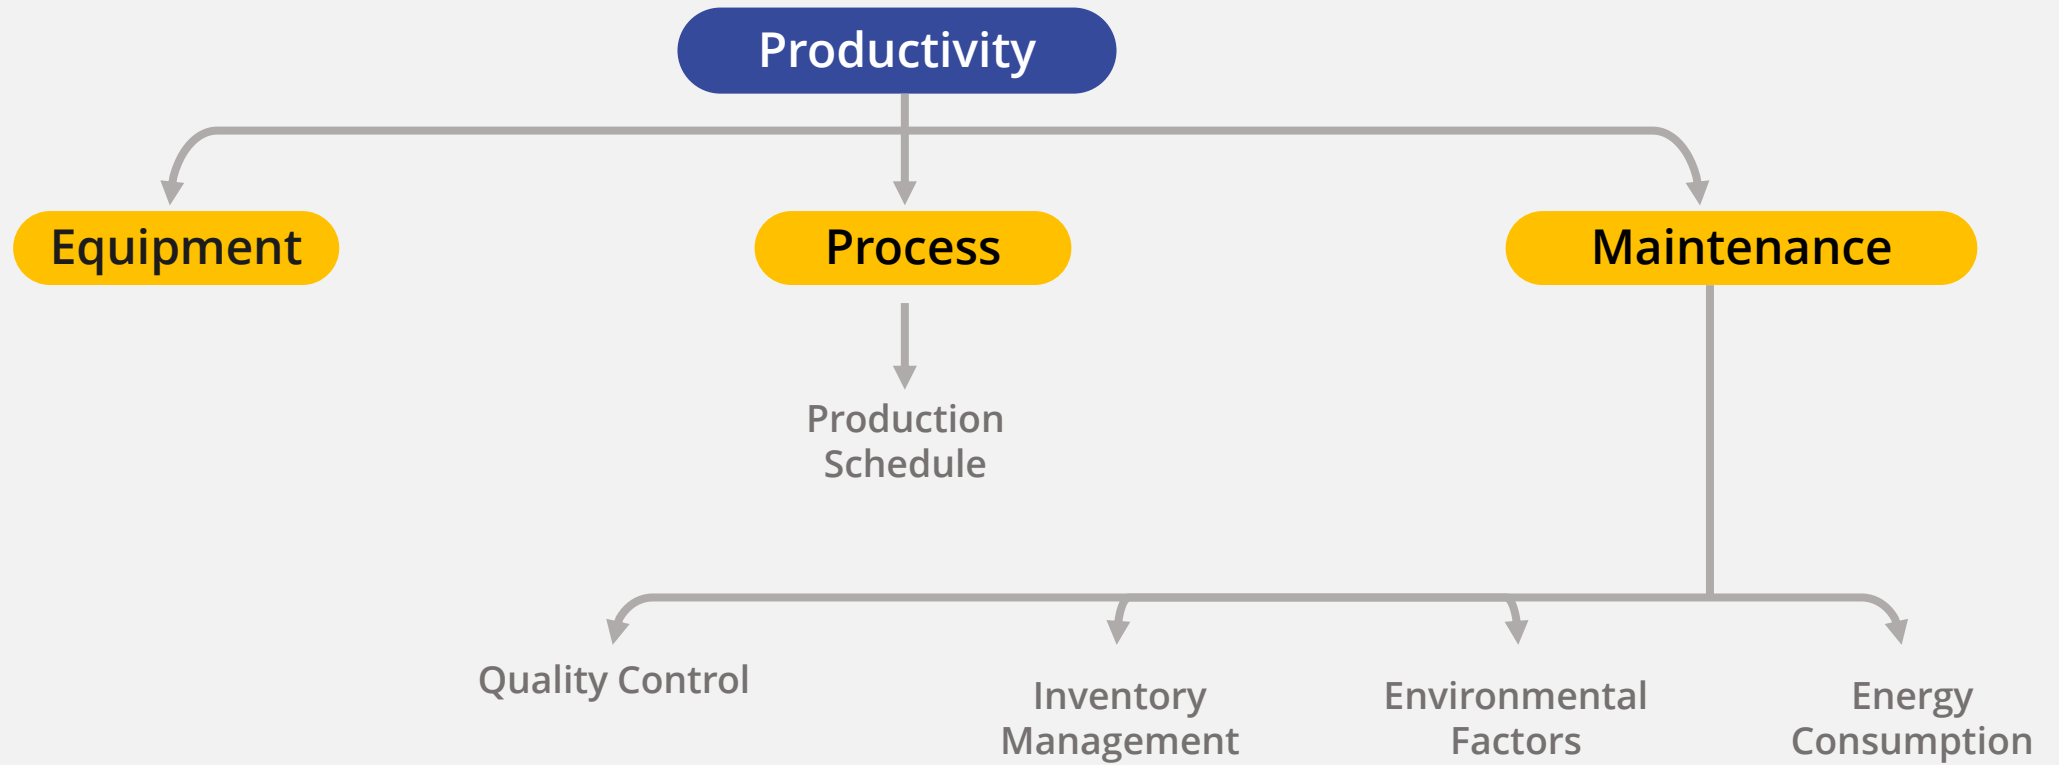 Productivity
Equipment
Process
Maintenance
Production
Schedule
Quality Control
Inventory
Management
Environmental
Factors
Energy
Consumption